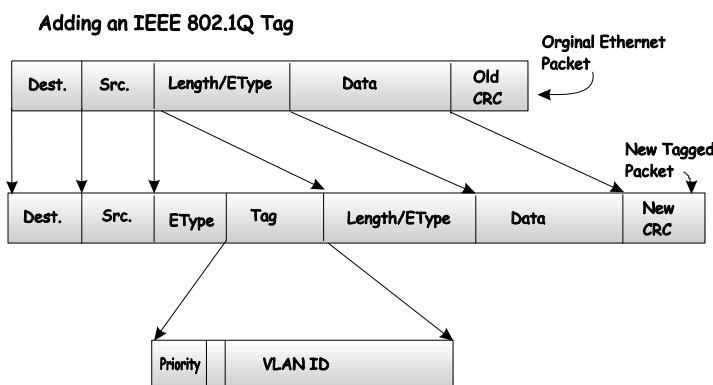 Adding an IEEE 802.1Q Tag
Orginal Ethernet
Packet
Dest. Src. Length/EType Data Old
CRC
New Tagged
Packet
Dest. Src. EType Tag Length/EType Data New
CRC
Priority VLAN ID